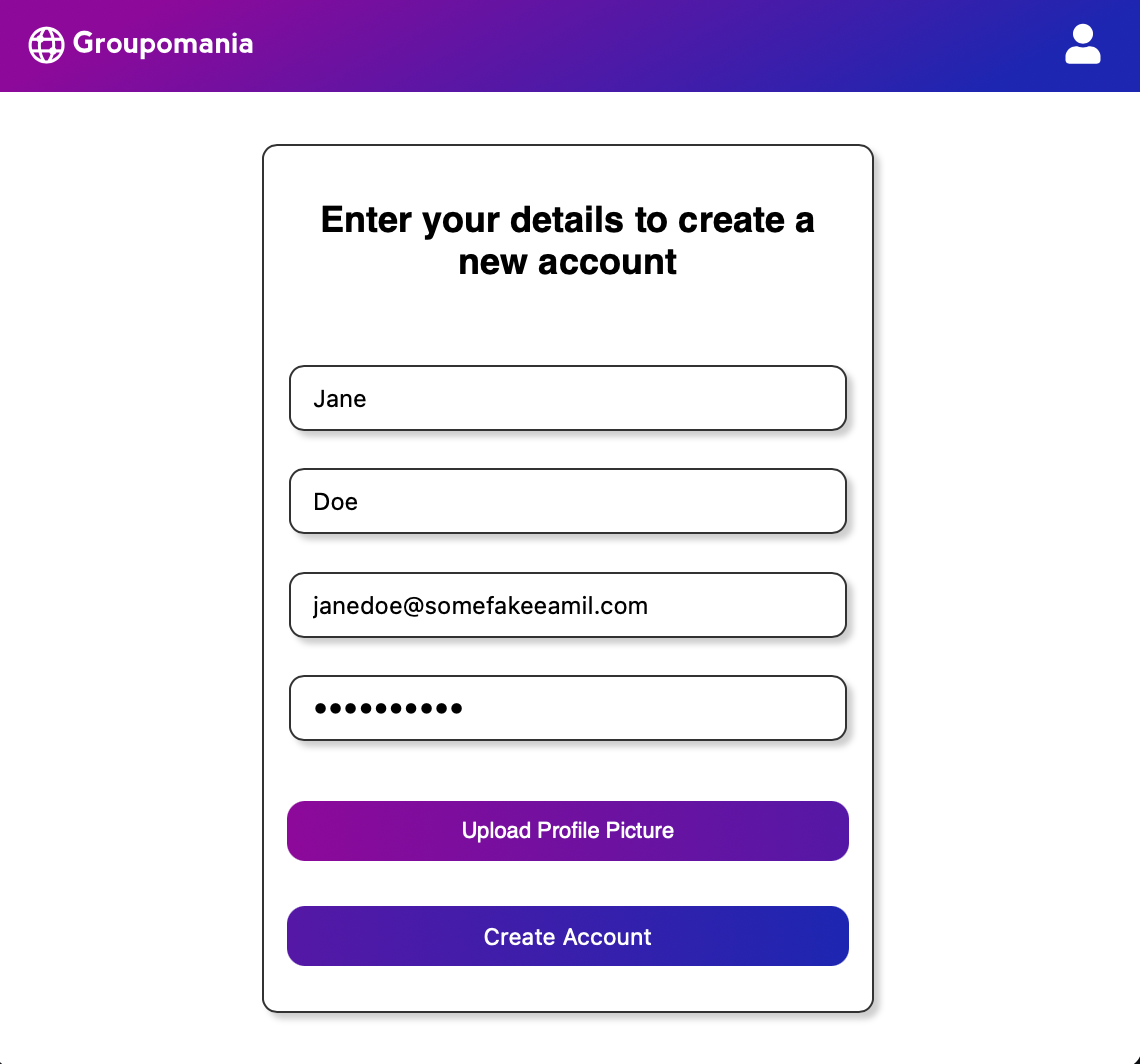 Groupomania
Enter your details to create a
new account
Jane
Doe
janedoe@somefakeeamil.com
••••••••••
Upload Profile Picture
Create Account